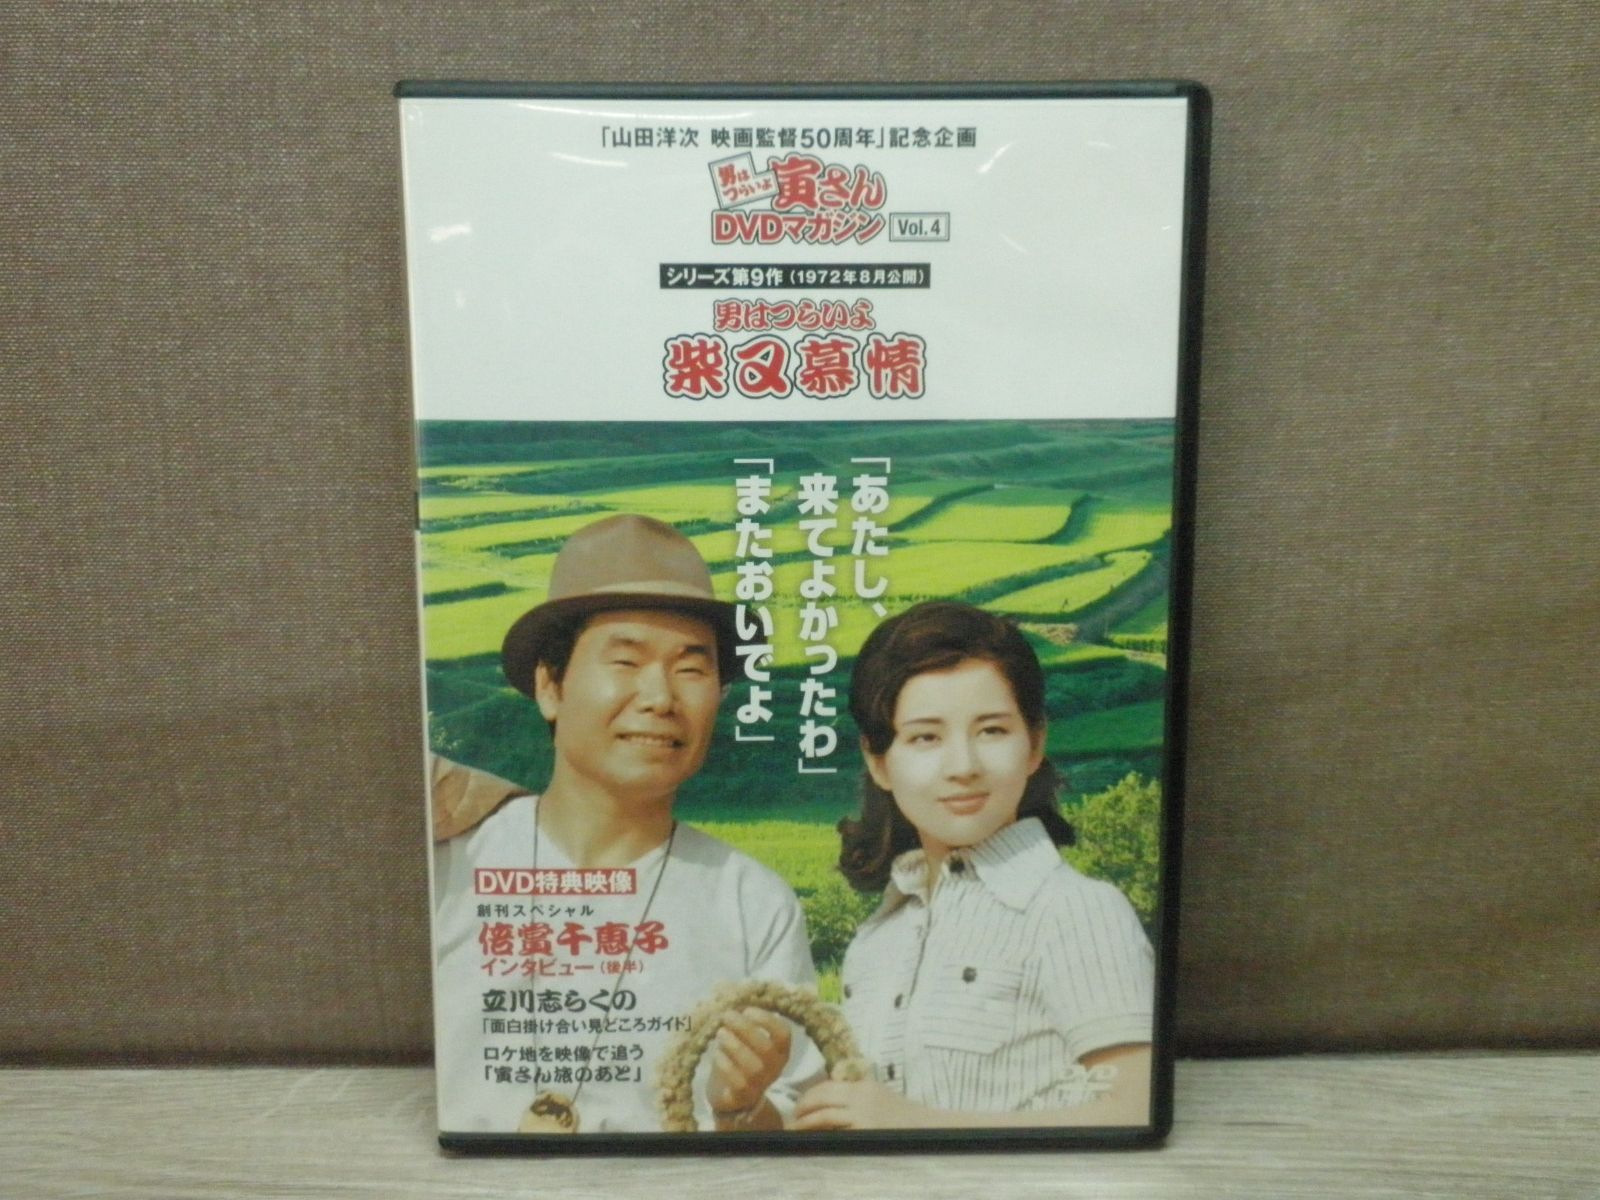 「山田洋次 映画監督50周年」記念企画
男は
つらいよ
寅さん
DVDマガジン
Vol.4
シリーズ第9作（1972年8月公開）
男はつらいよ
柴又慕情
「あたし、
来てよかったわ」
「またおいでよ」
DVD特典映像
創刊スペシャル
倍賞千恵子
インタビュー（後半）
立川志らくの
「面白掛け合い見どころガイド」
ロケ地を映像で追う
「寅さん旅のあと」
DVD